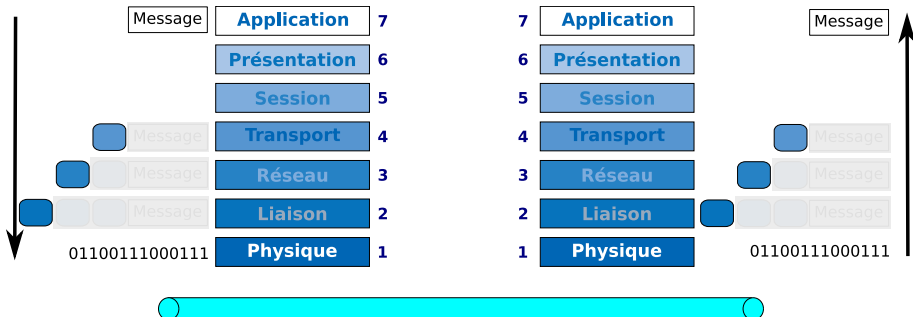 Message Application 7 7 Application Message
Présentation 6 6 Présentation
Session 5 5 Session
Message Transport 4 4 Transport Message
Message Réseau 3 3 Réseau Message
Message Liaison 2 2 Liaison Message
01100111000111 Physique 1 1 Physique 01100111000111